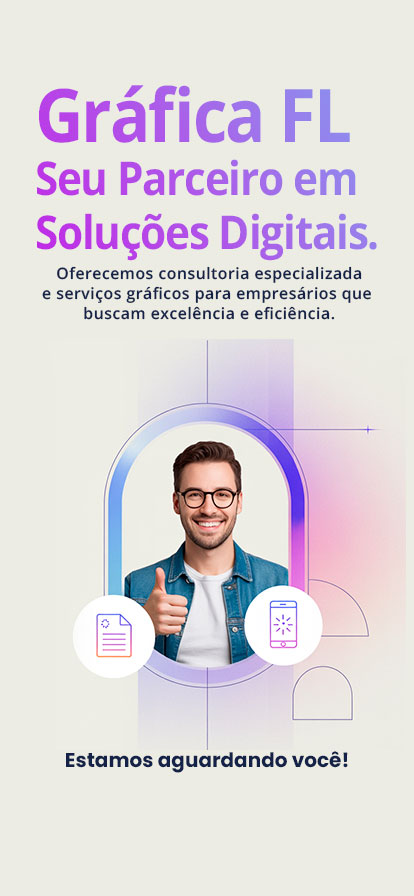 Gráfica FL
Seu Parceiro em
Soluções Digitais.
Oferecemos consultoria especializada
e serviços gráficos para empresários que
buscam excelência e eficiência.
Estamos aguardando você!